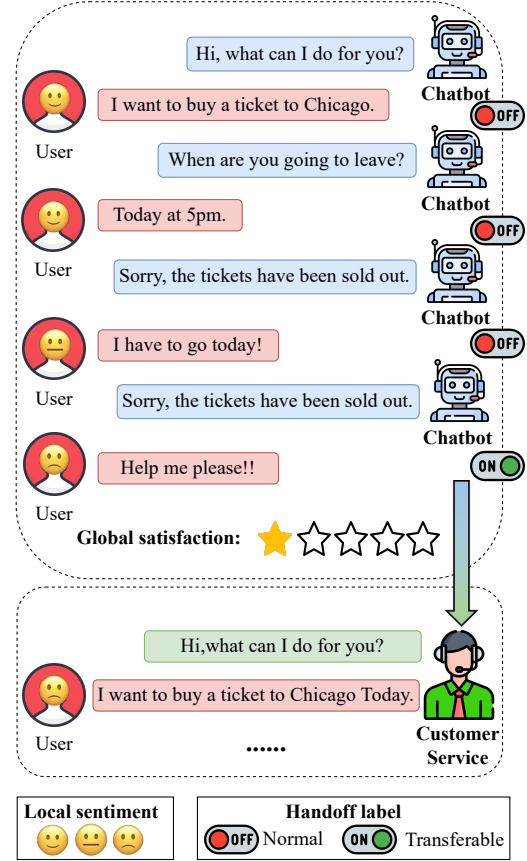 Hi, what can I do for you?
Chatbot
OFF
I want to buy a ticket to Chicago.
User
When are you going to leave?
Chatbot
OFF
Today at 5pm.
User
Sorry, the tickets have been sold out.
Chatbot
OFF
I have to go today!
User
Sorry, the tickets have been sold out.
Chatbot
ON
Help me please!!
User
Global satisfaction:
Hi,what can I do for you?
I want to buy a ticket to Chicago Today.
User
Customer
Service
......
Local sentiment
Handoff label
OFF Normal
ON Transferable